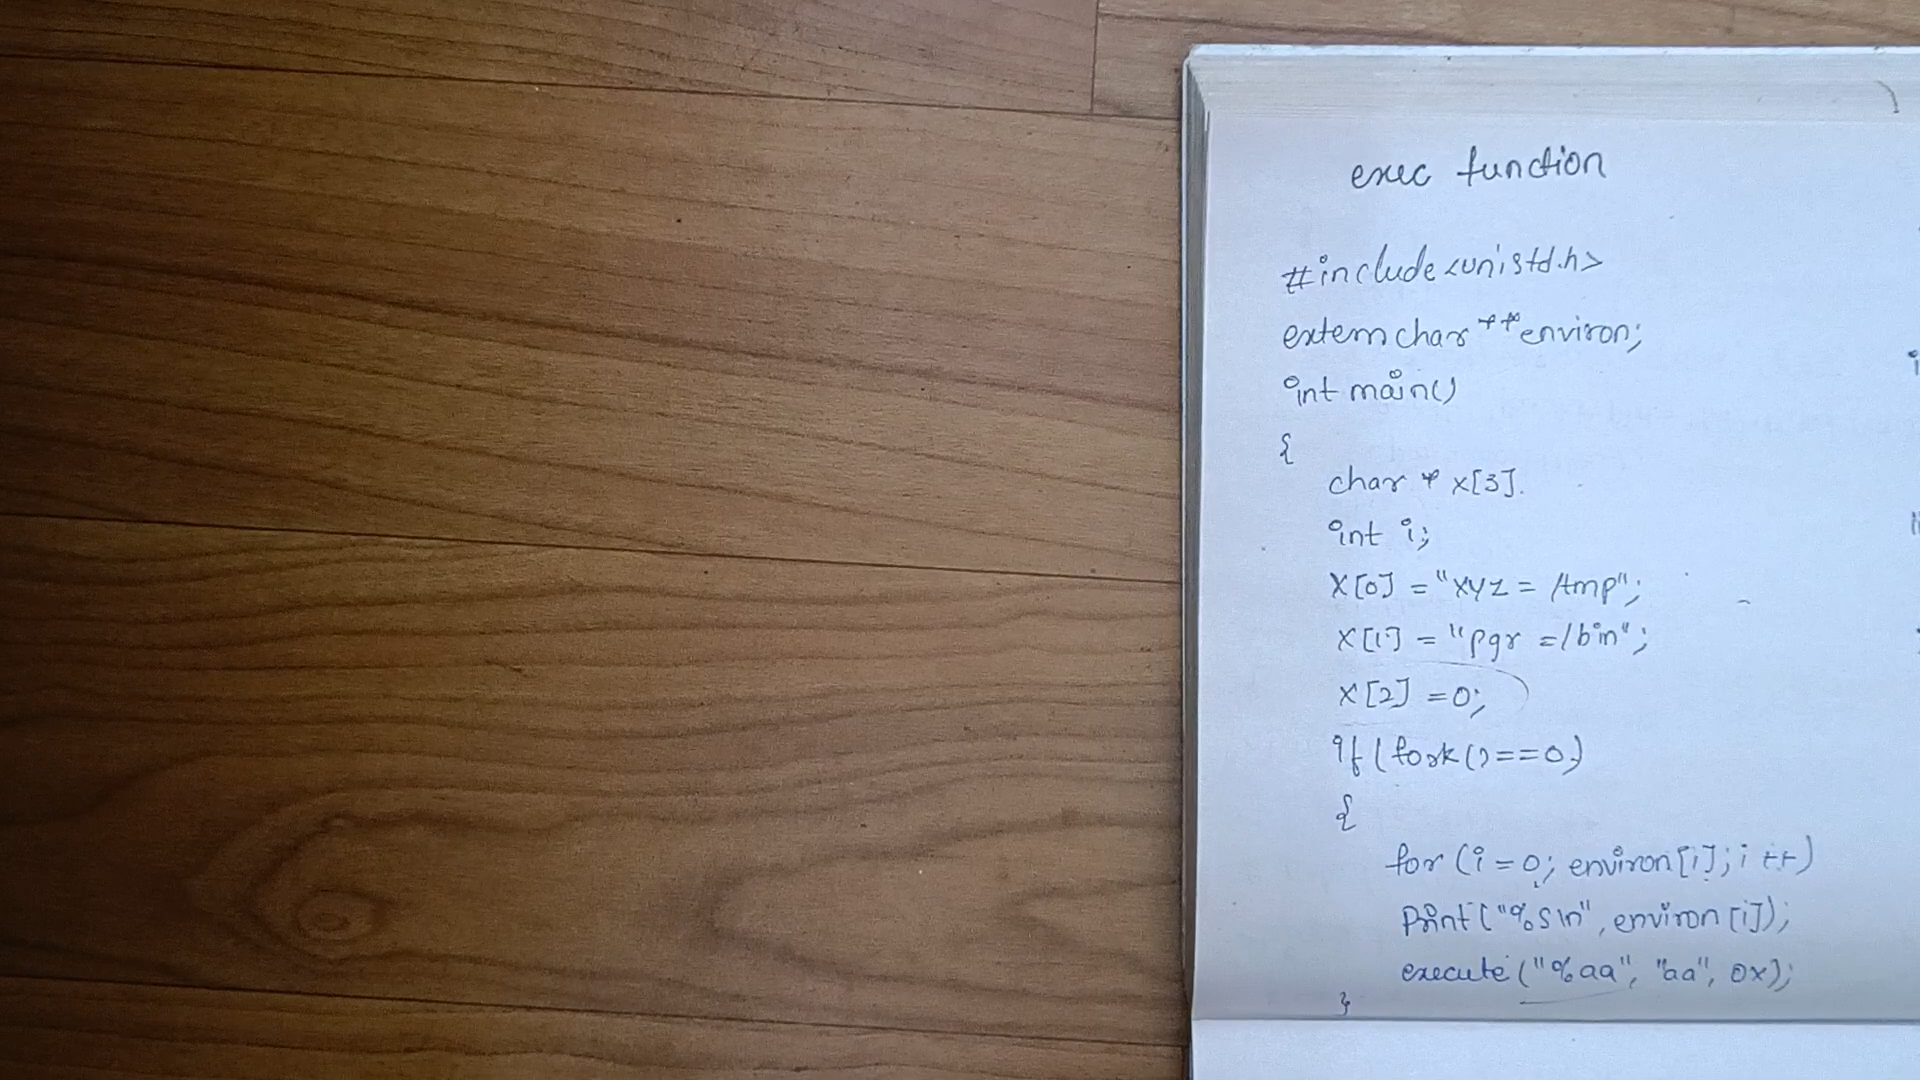 exec function
#include<unistd.h>
extern char **environ;
int main()
{
char * x[3].
int i;
X[0] = "XYZ = /tmp";
X[1] = "pgr =/bin";
X[2] =0;
if (fork()==0)
{
for (i = 0; environ[i]; i ++)
Print ("%s\n", environ [i]);
execute ("%aa", "aa", 0x);
}